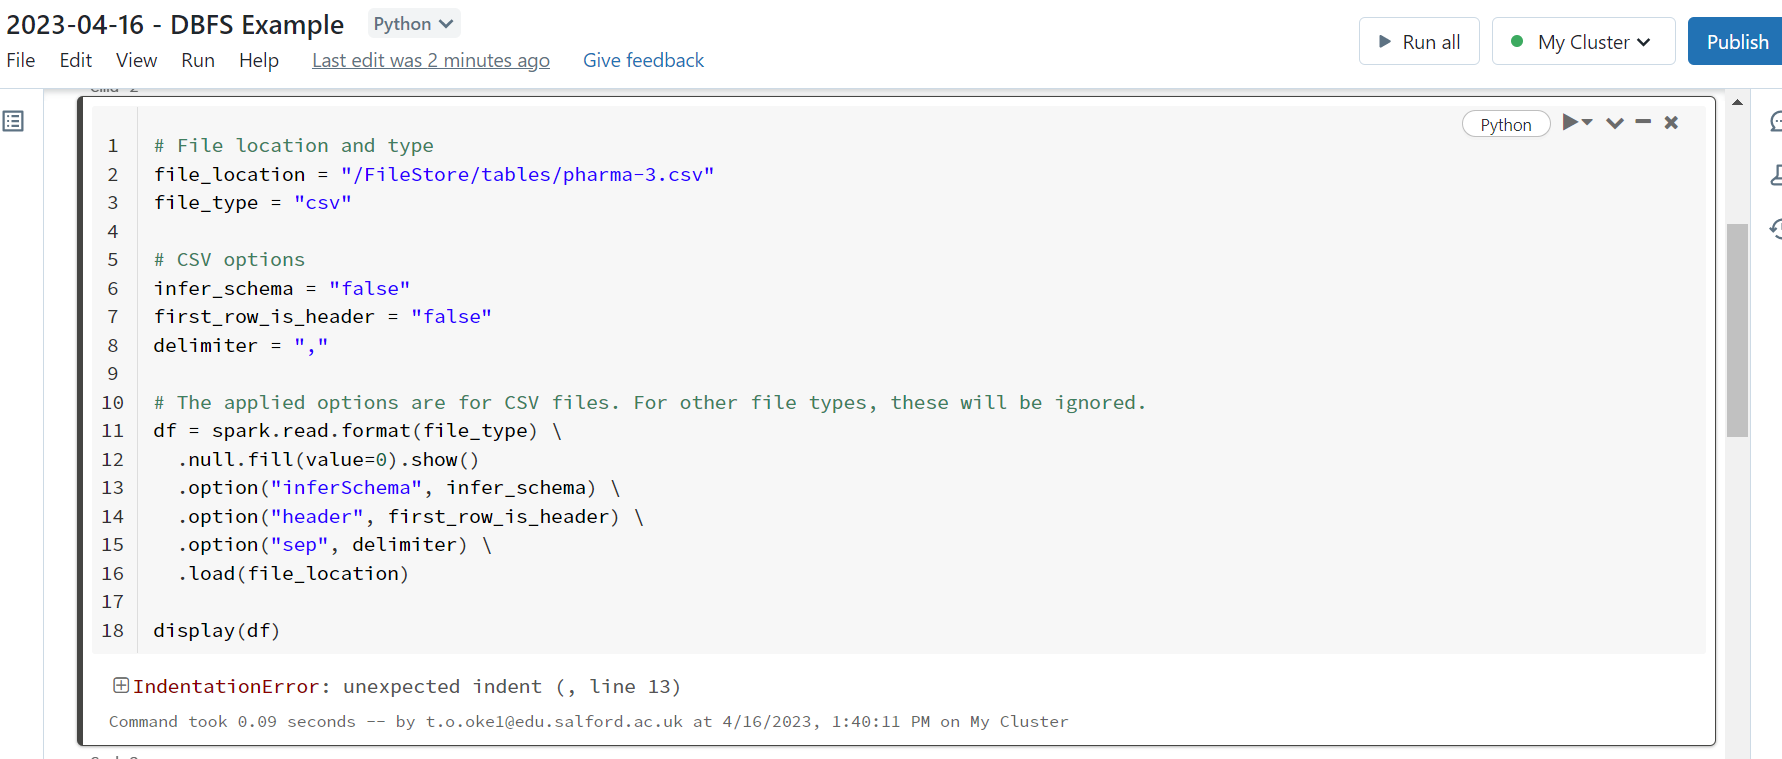 2023-04-16 - DBFS Example Python
File Edit View Run Help Last edit was 2 minutes ago Give feedback
Run all My Cluster Publish
Python
1 # File location and type
2 file_location = "/FileStore/tables/pharma-3.csv"
3 file_type = "csv"
4
5 # CSV options
6 infer_schema = "false"
7 first_row_is_header = "false"
8 delimiter = ","
9
10 # The applied options are for CSV files. For other file types, these will be ignored.
11 df = spark.read.format(file_type) \
12   .null.fill(value=0).show()
13   .option("inferSchema", infer_schema) \
14   .option("header", first_row_is_header) \
15   .option("sep", delimiter) \
16   .load(file_location)
17
18 display(df)
IndentationError: unexpected indent (, line 13)
Command took 0.09 seconds -- by t.o.oke1@edu.salford.ac.uk at 4/16/2023, 1:40:11 PM on My Cluster